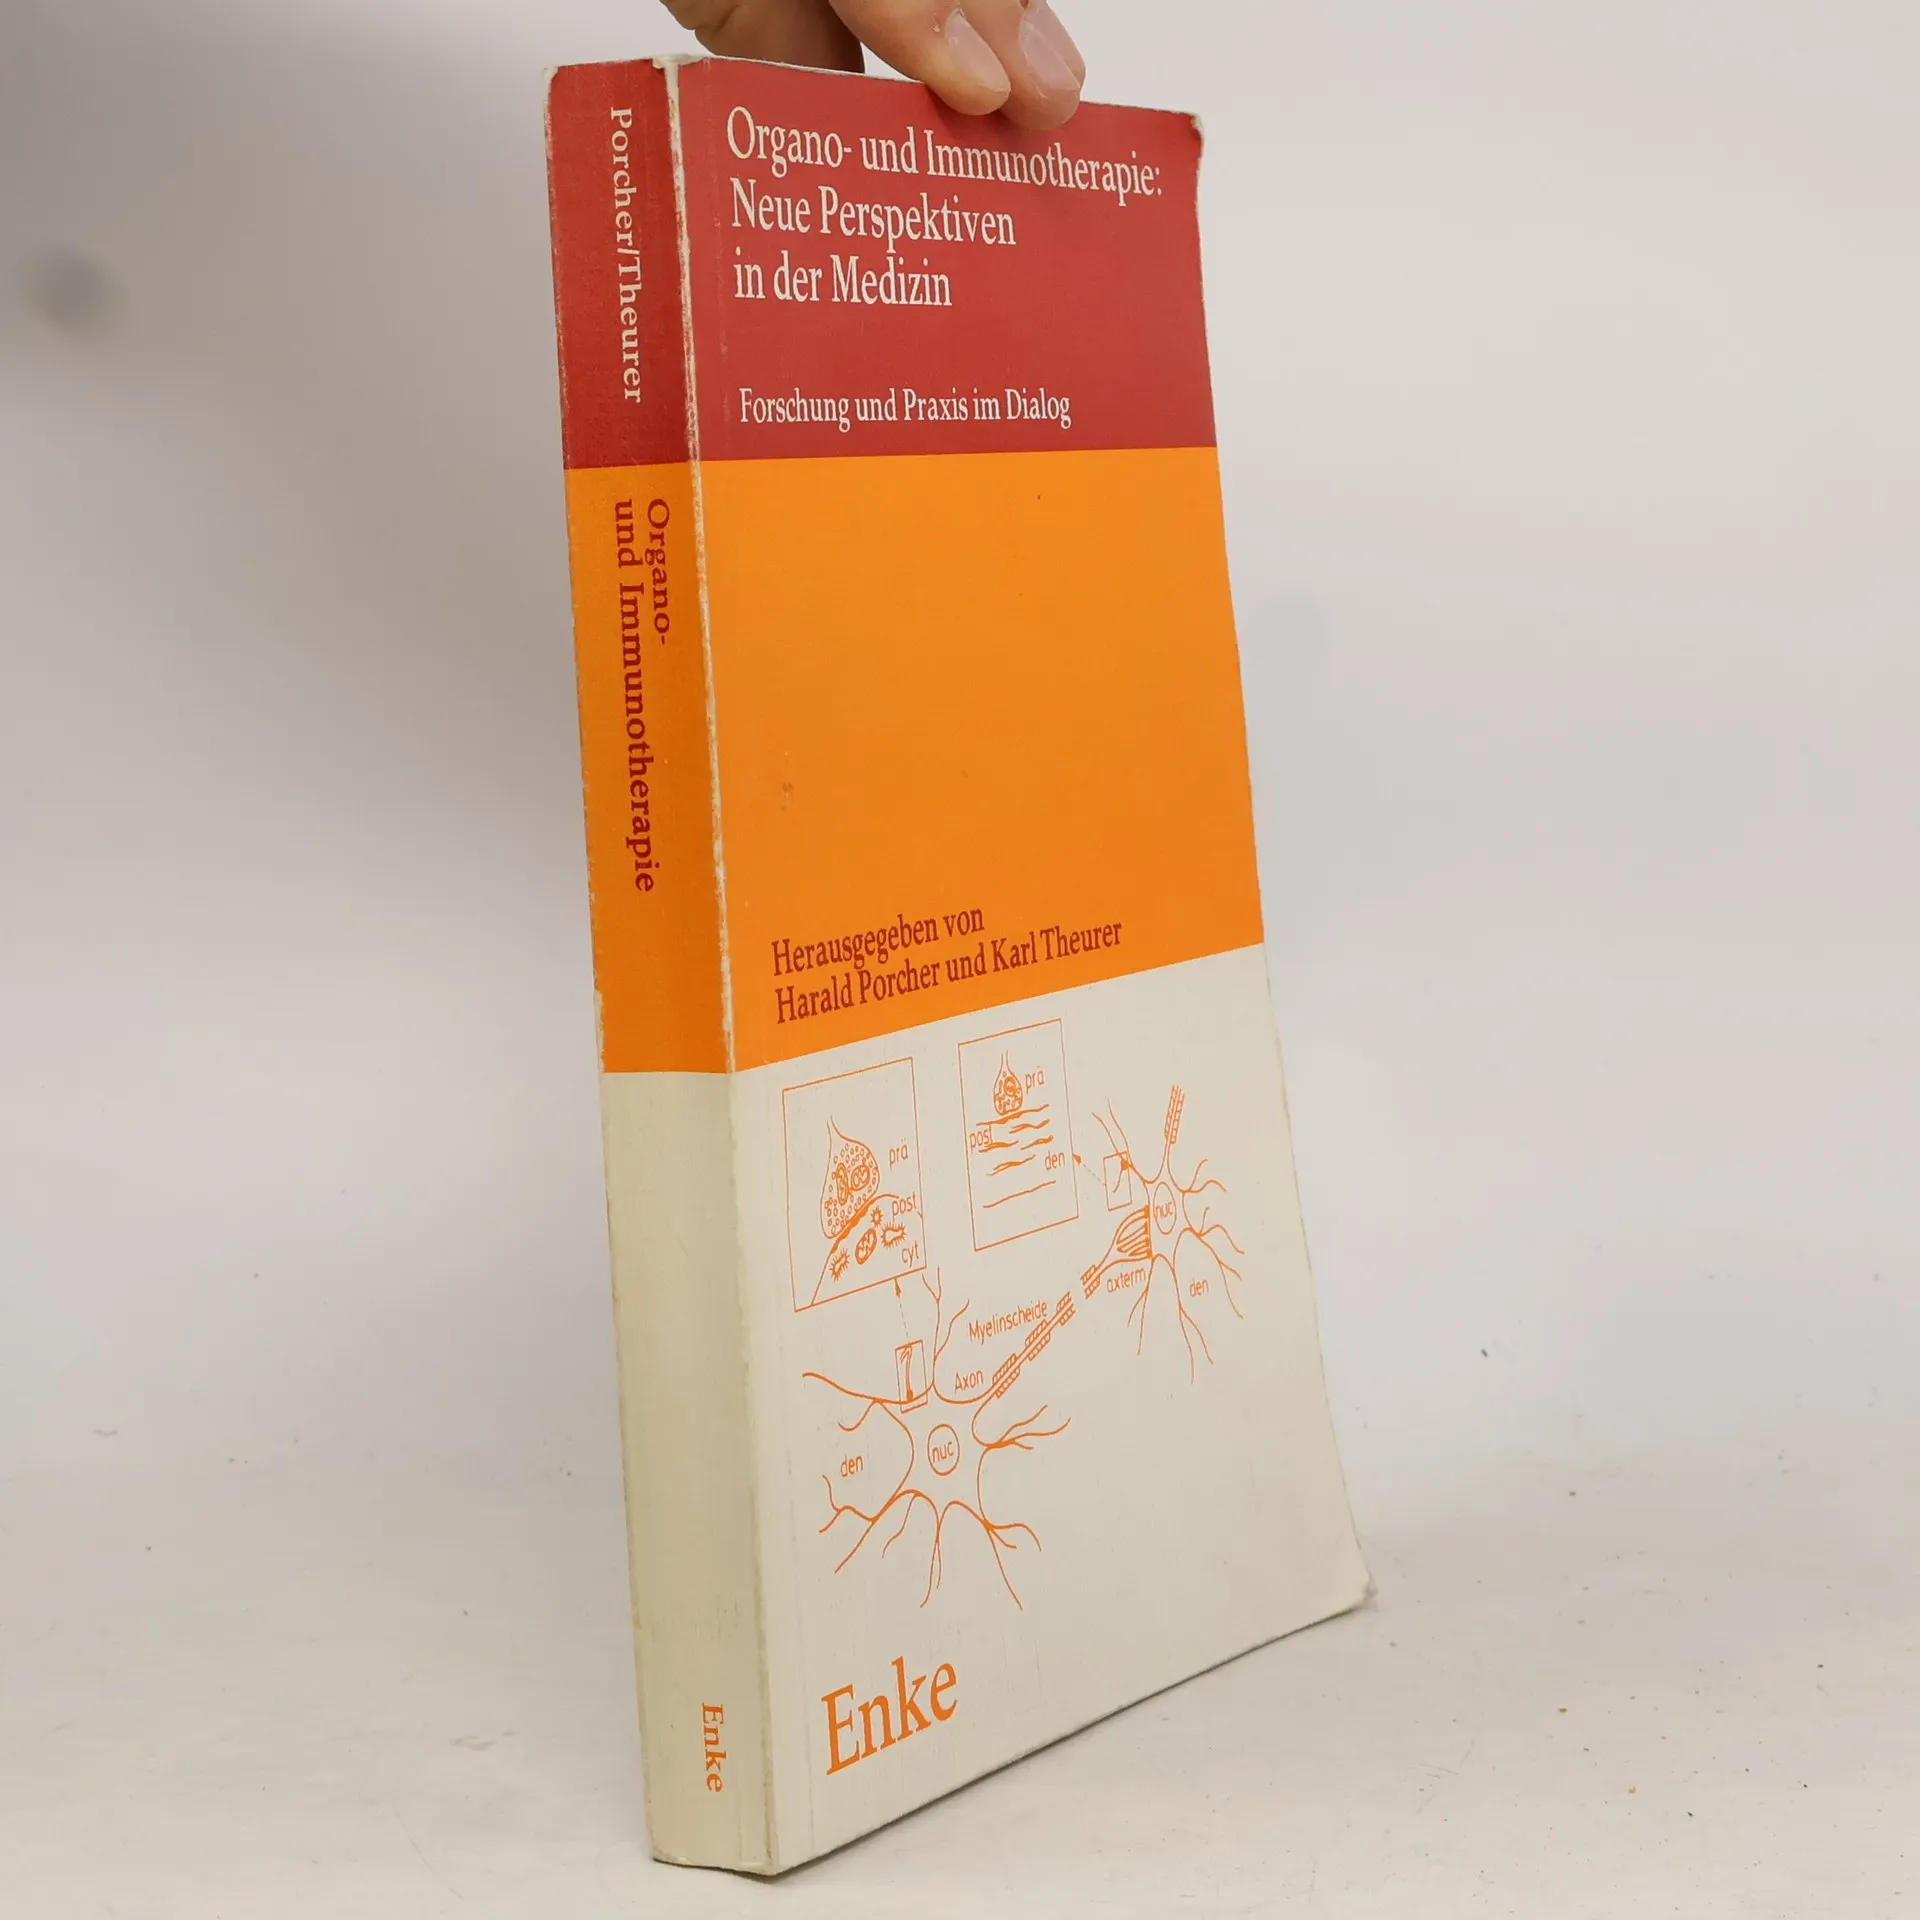 Porcher/Theurer
Organo-
und Immunotherapie
Enke
Organo- und Immunotherapie:
Neue Perspektiven
in der Medizin
Forschung und Praxis im Dialog
Herausgegeben von
Harald Porcher und Karl Theurer
prä
post
cyt
prä
post
den
nuc
axterm
den
Myelinscheide
Axon
den
nuc
Enke